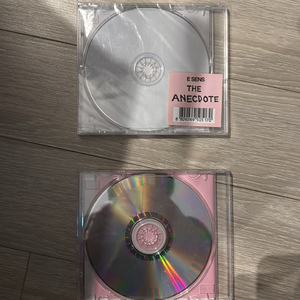 E SENS
THE
ANECDOTE